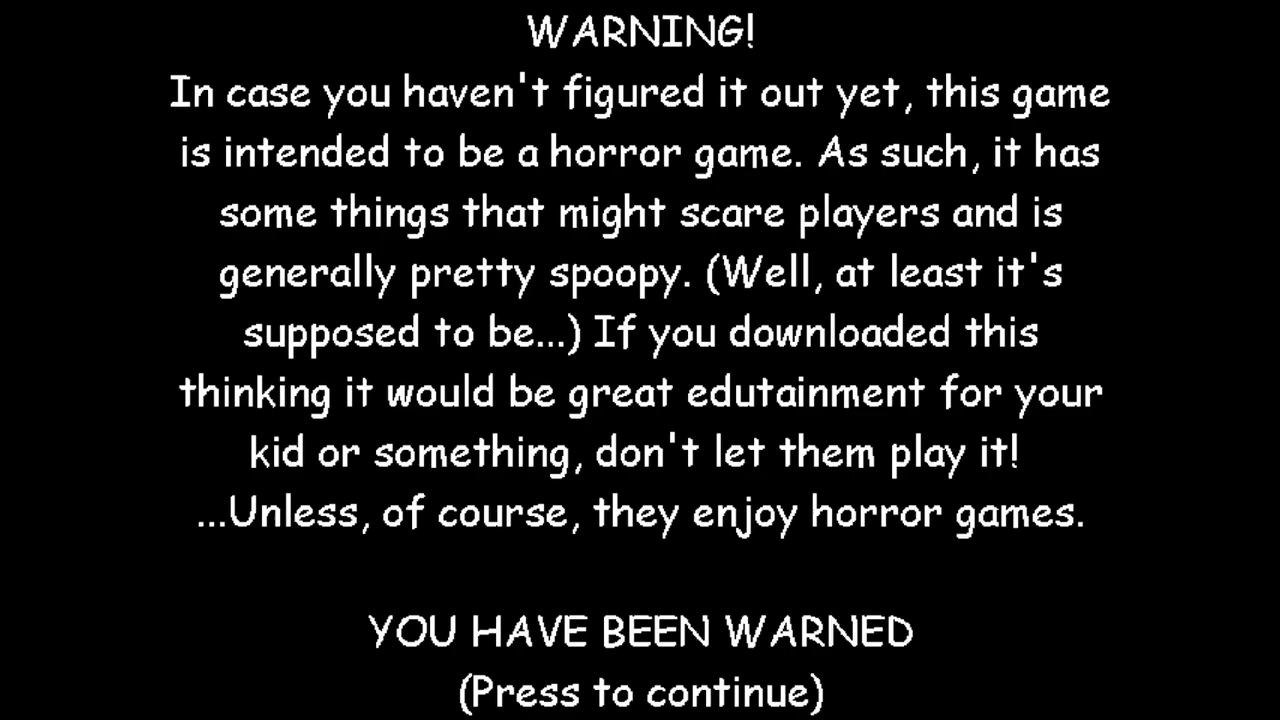 WARNING!
In case you haven't figured it out yet, this game
is intended to be a horror game. As such, it has
some things that might scare players and is
generally pretty spoopy. (Well, at least it's
supposed to be...) If you downloaded this
thinking it would be great edutainment for your
kid or something, don't let them play it!
...Unless, of course, they enjoy horror games.
YOU HAVE BEEN WARNED
(Press to continue)